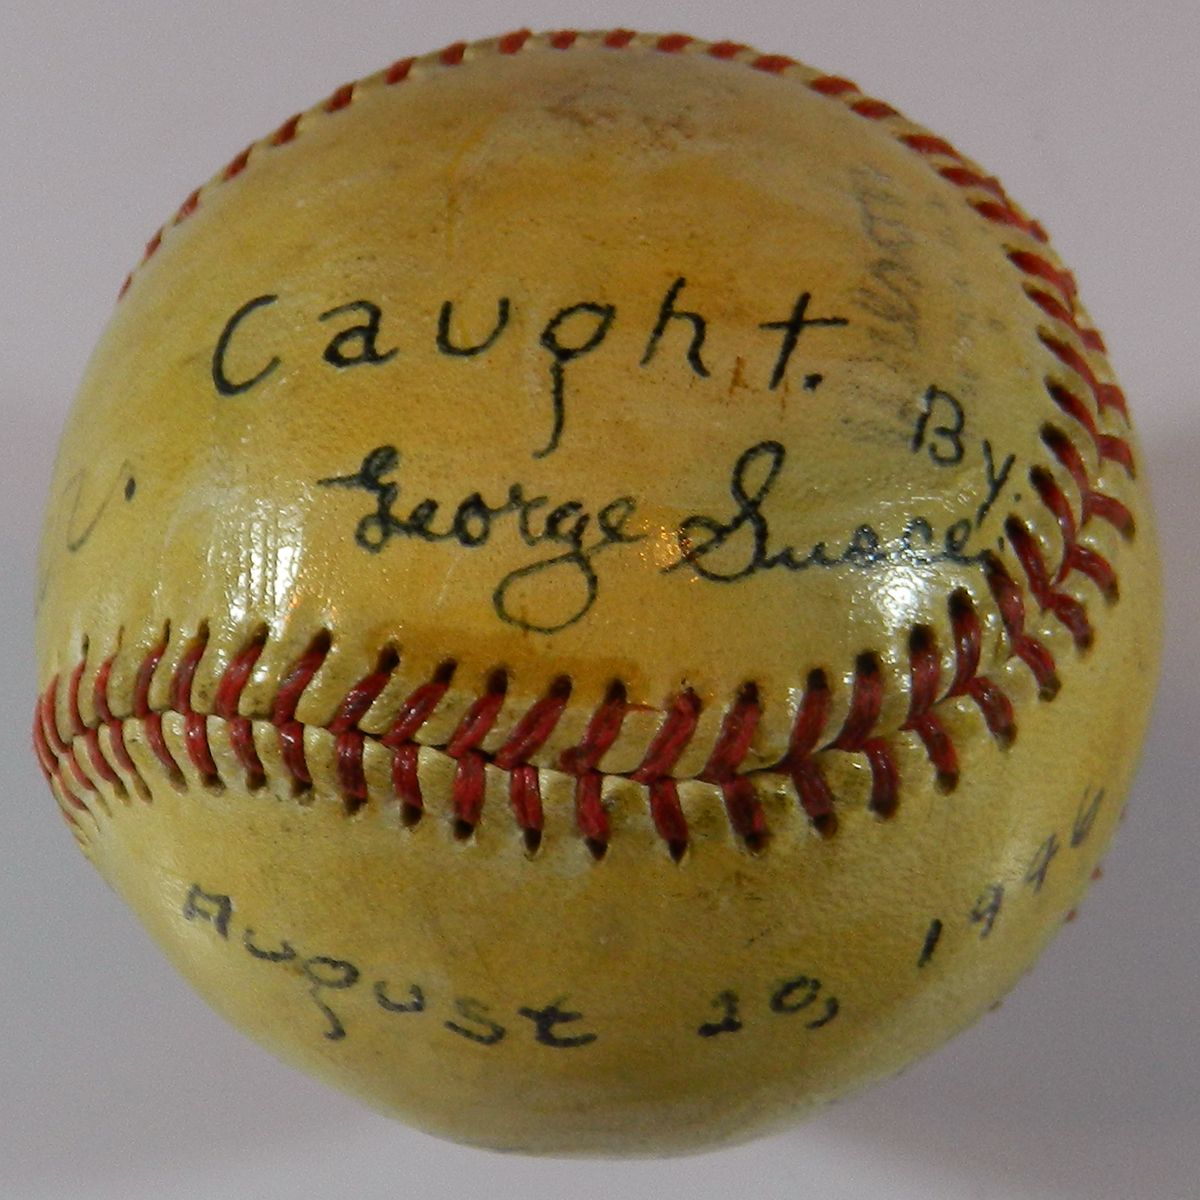 Caught. By.
George Susce
August 20, 1946